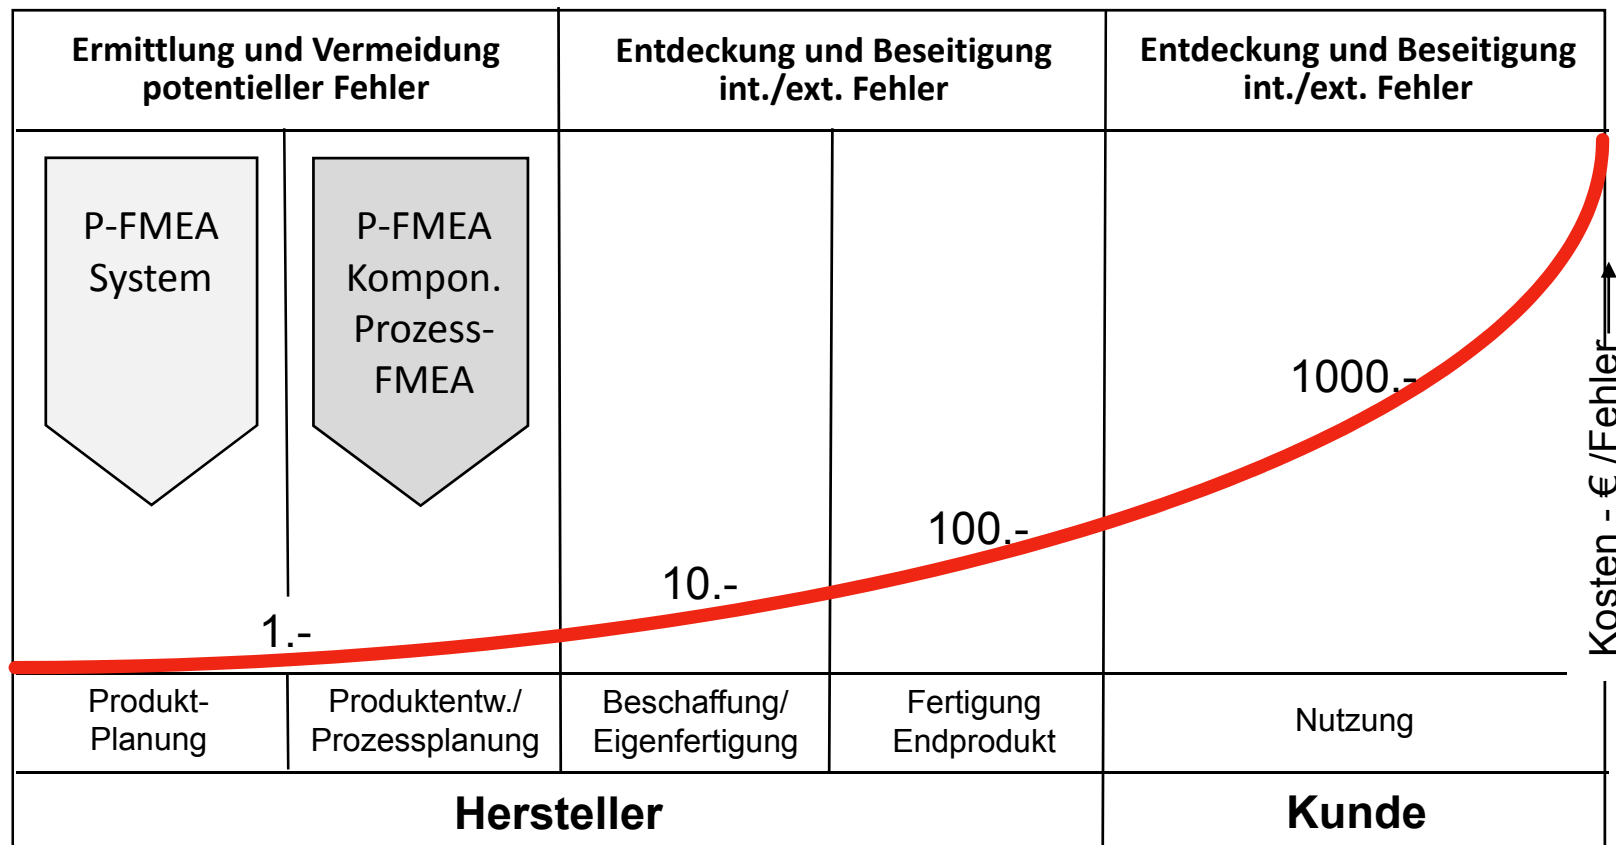 Ermittlung und Vermeidung
potentieller Fehler
Entdeckung und Beseitigung
int./ext. Fehler
Entdeckung und Beseitigung
int./ext. Fehler
P-FMEA
System
P-FMEA
Kompon.
Prozess-
FMEA
1.-
10.-
100.-
1000.-
Kosten - € /Fehler
Produkt-
Planung
Produktentw./
Prozessplanung
Beschaffung/
Eigenfertigung
Fertigung
Endprodukt
Nutzung
Hersteller
Kunde